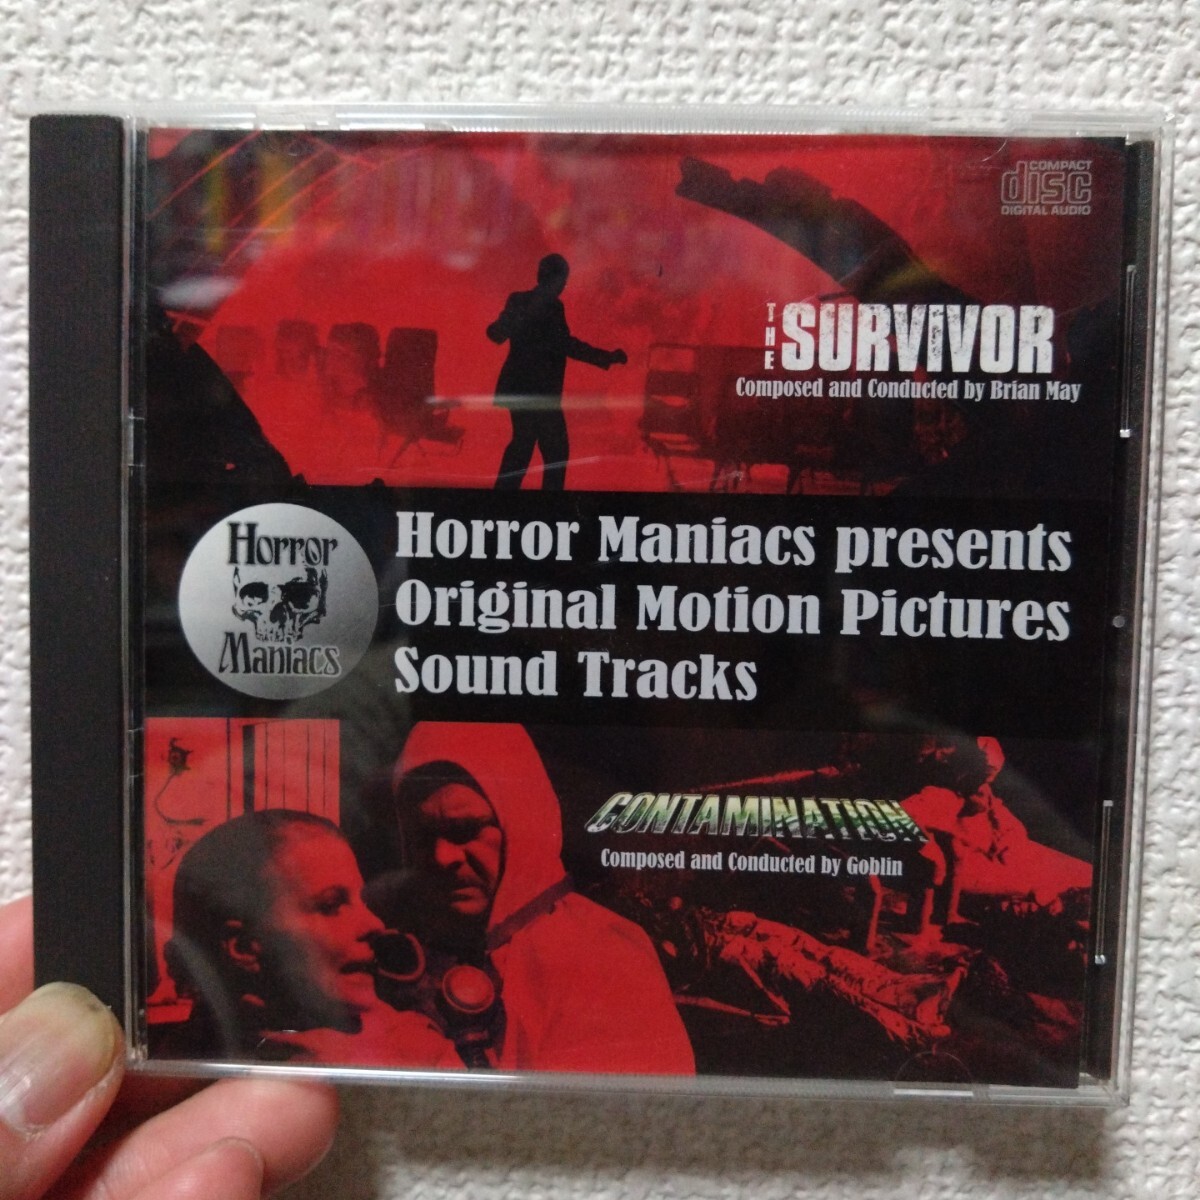 COMPACT
disc
DIGITAL AUDIO
THE
SURVIVOR
Composed and Conducted by Brian May
Horror
Maniacs
Horror Maniacs presents
Original Motion Pictures
Sound Tracks
CONTAMINATION
Composed and Conducted by Goblin